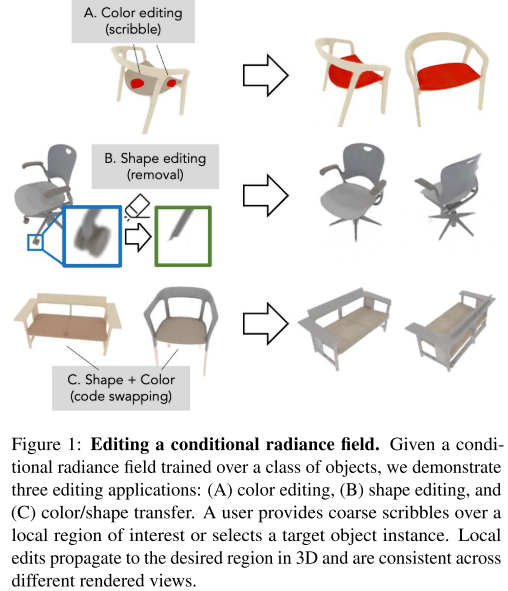 A. Color editing
(scribble)
B. Shape editing
(removal)
C. Shape + Color
(code swapping)
Figure 1: Editing a conditional radiance field. Given a condi-
tional radiance field trained over a class of objects, we demonstrate
three editing applications: (A) color editing, (B) shape editing, and
(C) color/shape transfer. A user provides coarse scribbles over a
local region of interest or selects a target object instance. Local
edits propagate to the desired region in 3D and are consistent across
different rendered views.